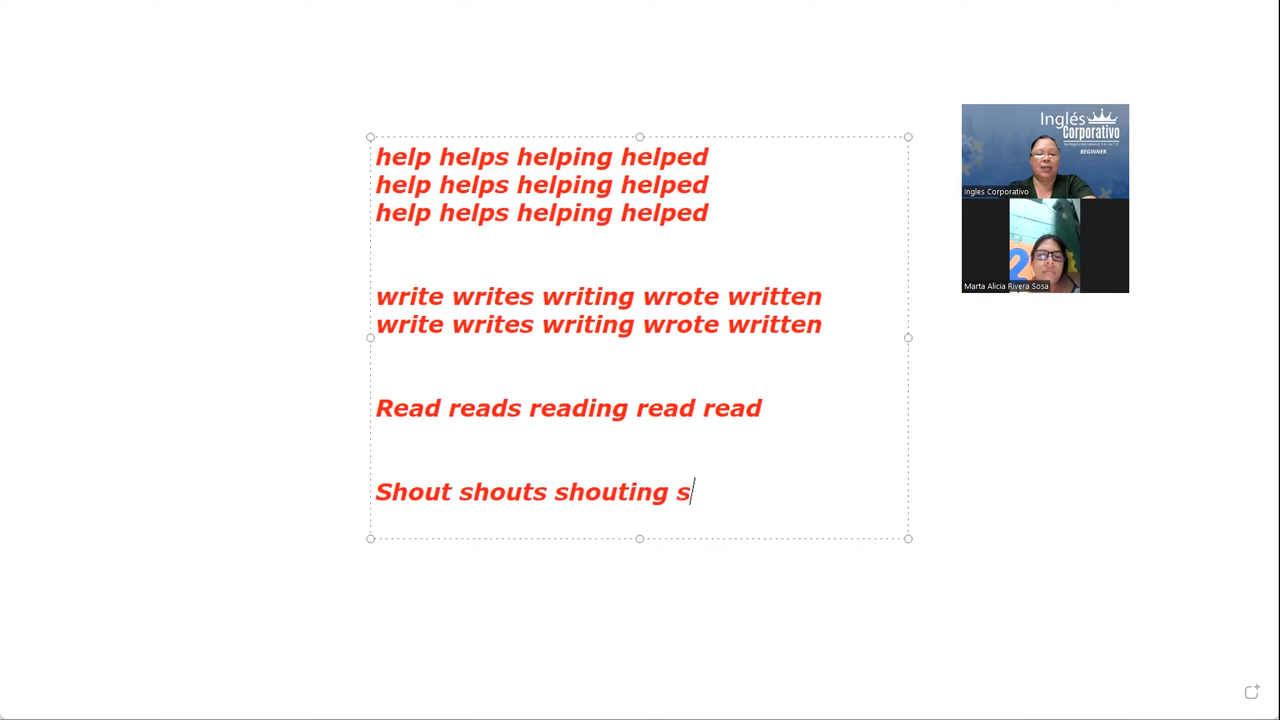 help helps helping helped
help helps helping helped
help helps helping helped
write writes writing wrote written
write writes writing wrote written
Read reads reading read read
Shout shouts shouting s
Inglés
Corporativo
BEGINNER
Ingles Corporativo
2
Marta Alicia Rivera Sosa